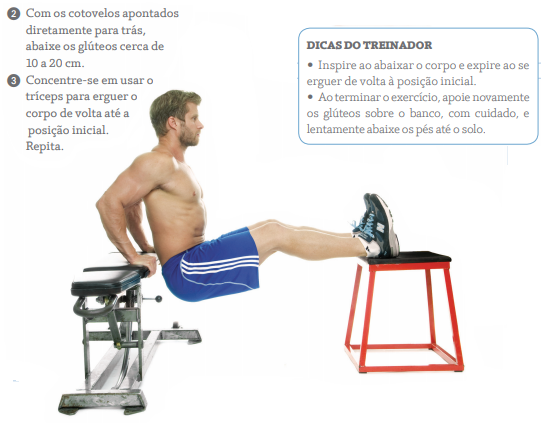 2 Com os cotovelos apontados
diretamente para trás,
abaixe os glúteos cerca de
10 a 20 cm.
3 Concentre-se em usar o
tríceps para erguer o
corpo de volta até a
posição inicial.
Repita.
DICAS DO TREINADOR
• Inspire ao abaixar o corpo e expire ao se
erguer de volta à posição inicial.
• Ao terminar o exercício, apoie novamente
os glúteos sobre o banco, com cuidado, e
lentamente abaixe os pés até o solo.